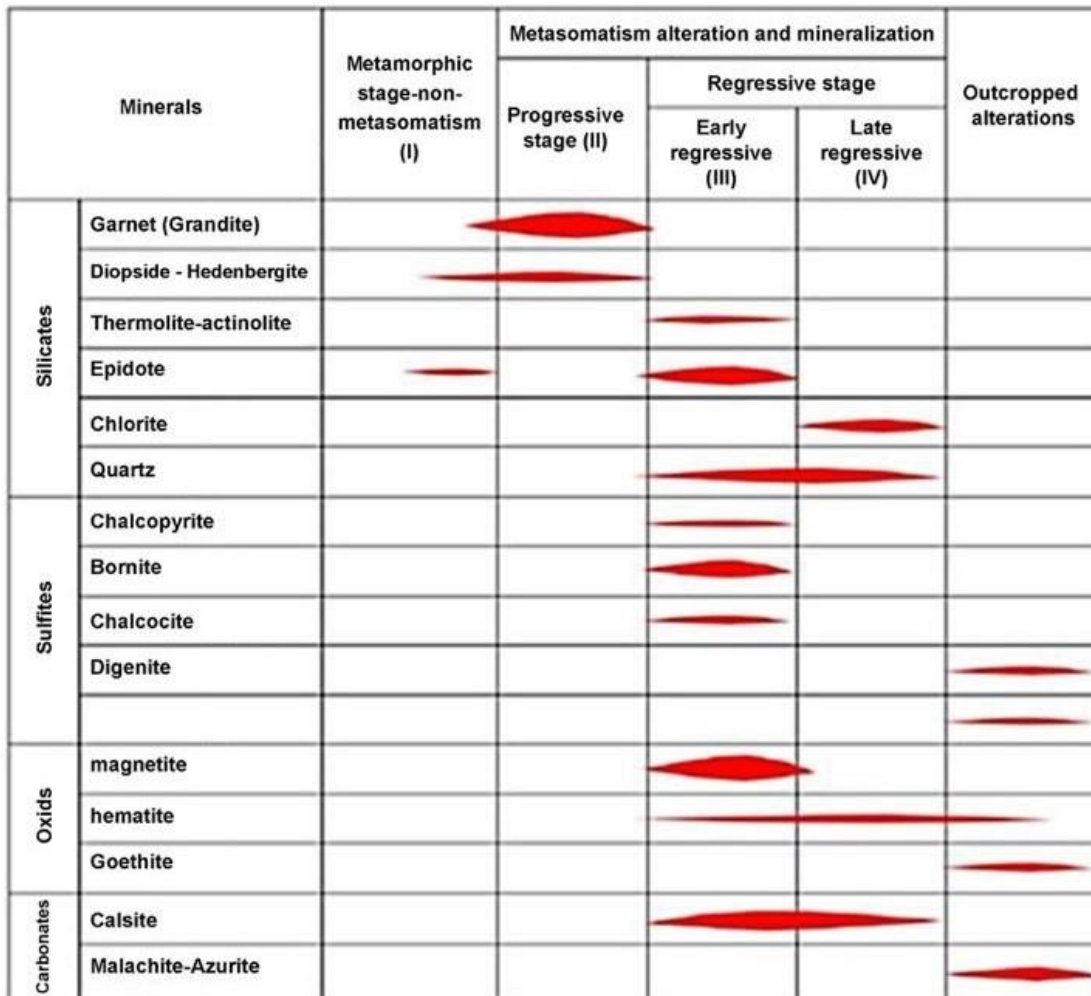 Minerals
Metamorphic
stage-non-
metasomatism
(I)
Metasomatism alteration and mineralization
Progressive
stage (II)
Regressive stage
Early
regressive
(III)
Late
regressive
(IV)
Outcropped
alterations
Silicates
Garnet (Grandite)
Diopside - Hedenbergite
Thermolite-actinolite
Epidote
Chlorite
Quartz
Sulfites
Chalcopyrite
Bornite
Chalcocite
Digenite
Oxids
magnetite
hematite
Goethite
Carbonates
Calsite
Malachite-Azurite